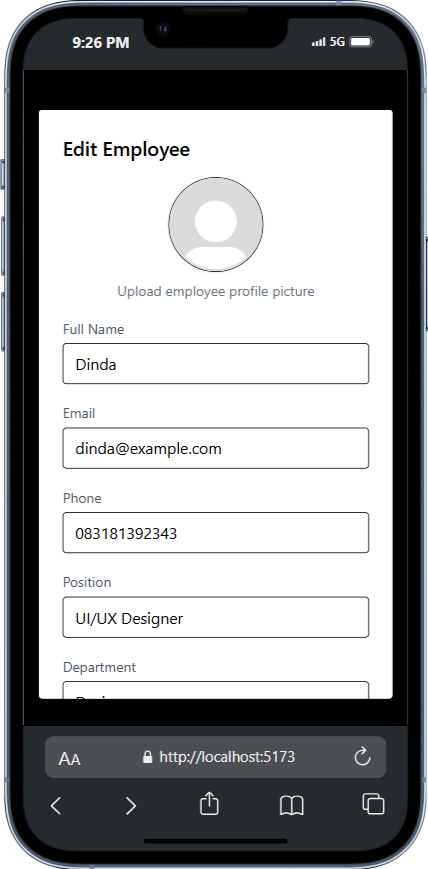 9:26 PM
5G
Edit Employee
Upload employee profile picture
Full Name
Dinda
Email
dinda@example.com
Phone
083181392343
Position
UI/UX Designer
Department
AA
http://localhost:5173